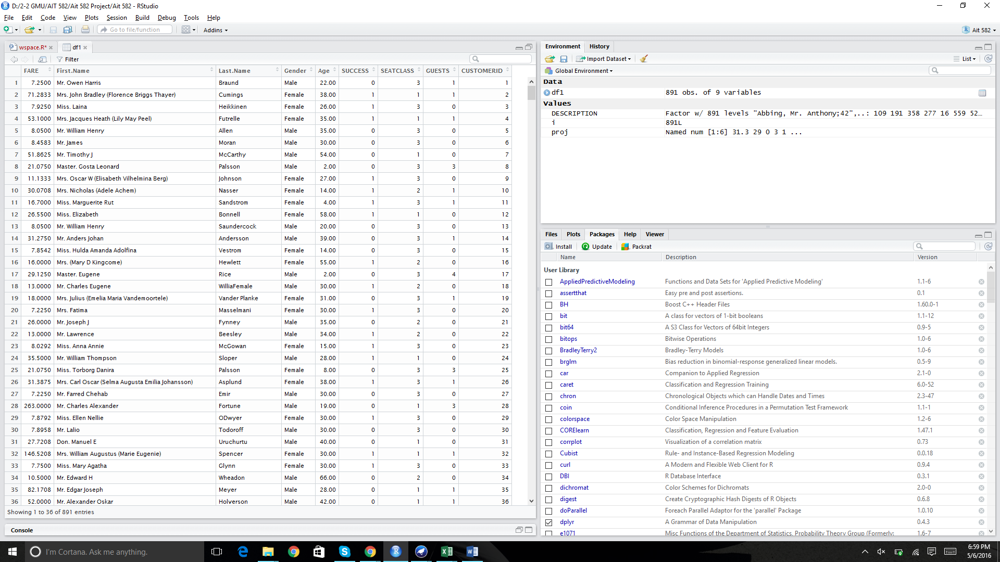 D:/2-2 GMU/AIT 582/Ait 582 Project/Ait 582 - RStudio
File Edit Code View Plots Session Build Debug Tools Help
Go to file/function Addins Ait 582
wspace.R* df1
Filter
FARE First.Name Last.Name Gender Age SUCCESS SEATCLASS GUESTS CUSTOMERID
1 7.2500 Mr. Owen Harris Braund Male 22.00 0 3 1 1
2 71.2833 Mrs. John Bradley (Florence Briggs Thayer) Cumings Female 38.00 1 1 1 2
3 7.9250 Miss. Laina Heikkinen Female 26.00 1 3 0 3
4 53.1000 Mrs. Jacques Heath (Lily May Peel) Futrelle Female 35.00 1 1 1 4
5 8.0500 Mr. William Henry Allen Male 35.00 0 3 0 5
6 8.4583 Mr. James Moran Male 30.00 0 3 0 6
7 51.8625 Mr. Timothy J McCarthy Male 54.00 0 1 0 7
8 21.0750 Master. Gosta Leonard Palsson Male 2.00 0 3 3 8
9 11.1333 Mrs. Oscar W (Elisabeth Vilhelmina Berg) Johnson Female 27.00 1 3 0 9
10 30.0708 Mrs. Nicholas (Adele Achem) Nasser Female 14.00 1 2 1 10
11 16.7000 Miss. Marguerite Rut Sandstrom Female 4.00 1 3 1 11
12 26.5500 Miss. Elizabeth Bonnell Female 58.00 1 1 0 12
13 8.0500 Mr. William Henry Saundercock Male 20.00 0 3 0 13
14 31.2750 Mr. Anders Johan Andersson Male 39.00 0 3 1 14
15 7.8542 Miss. Hulda Amanda Adolfina Vestrom Female 14.00 0 3 0 15
16 16.0000 Mrs. (Mary D Kingcome) Hewlett Female 55.00 1 2 0 16
17 29.1250 Master. Eugene Rice Male 2.00 0 3 4 17
18 13.0000 Mr. Charles Eugene WilliaFemale Male 30.00 1 2 0 18
19 18.0000 Mrs. Julius (Emelia Maria Vandemoortele) Vander Planke Female 31.00 0 3 1 19
20 7.2250 Mrs. Fatima Masselmani Female 30.00 1 3 0 20
21 26.0000 Mr. Joseph J Fynney Male 35.00 0 2 0 21
22 13.0000 Mr. Lawrence Beesley Male 34.00 1 2 0 22
23 8.0292 Miss. Anna Annie McGowan Female 15.00 1 3 0 23
24 35.5000 Mr. William Thompson Sloper Male 28.00 1 1 0 24
25 21.0750 Miss. Torborg Danira Palsson Female 8.00 0 3 3 25
26 31.3875 Mrs. Carl Oscar (Selma Augusta Emilia Johansson) Asplund Female 38.00 1 3 1 26
27 7.2250 Mr. Farred Chehab Emir Male 30.00 0 3 0 27
28 263.0000 Mr. Charles Alexander Fortune Male 19.00 0 1 3 28
29 7.8792 Miss. Ellen Nellie ODwyer Female 30.00 1 3 0 29
30 7.8958 Mr. Lalio Todoroff Male 30.00 0 3 0 30
31 27.7208 Don. Manuel E Uruchurtu Male 40.00 0 1 0 31
32 146.5208 Mrs. William Augustus (Marie Eugenie) Spencer Female 30.00 1 1 1 32
33 7.7500 Miss. Mary Agatha Glynn Female 30.00 1 3 0 33
34 10.5000 Mr. Edward H Wheadon Male 66.00 0 2 0 34
35 82.1708 Mr. Edgar Joseph Meyer Male 28.00 0 1 1 35
36 52.0000 Mr. Alexander Oskar Holverson Male 42.00 0 1 1 36
Showing 1 to 36 of 891 entries
Console
Environment History
Import Dataset List
Global Environment
Data
df1 891 obs. of 9 variables
Values
DESCRIPTION Factor w/ 891 levels "Abbing, Mr. Anthony;42",..: 109 191 358 277 16 559 52…
i 891L
proj Named num [1:6] 31.3 29 0 3 1 ...
Files Plots Packages Help Viewer
Install Update Packrat
Name Description Version
User Library
AppliedPredictiveModeling Functions and Data Sets for 'Applied Predictive Modeling' 1.1-6
assertthat Easy pre and post assertions. 0.1
BH Boost C++ Header Files 1.60.0-1
bit A class for vectors of 1-bit booleans 1.1-12
bit64 A S3 Class for Vectors of 64bit Integers 0.9-5
bitops Bitwise Operations 1.0-6
BradleyTerry2 Bradley-Terry Models 1.0-6
brglm Bias reduction in binomial-response generalized linear models. 0.5-9
car Companion to Applied Regression 2.1-0
caret Classification and Regression Training 6.0-52
chron Chronological Objects which can Handle Dates and Times 2.3-47
coin Conditional Inference Procedures in a Permutation Test Framework 1.1-1
colorspace Color Space Manipulation 1.2-6
CORElearn Classification, Regression and Feature Evaluation 1.47.1
corrplot Visualization of a correlation matrix 0.73
Cubist Rule- and Instance-Based Regression Modeling 0.0.18
curl A Modern and Flexible Web Client for R 0.9.4
DBI R Database Interface 0.3.1
dichromat Color Schemes for Dichromats 2.0-0
digest Create Cryptographic Hash Digests of R Objects 0.6.8
doParallel Foreach Parallel Adaptor for the 'parallel' Package 1.0.10
dplyr A Grammar of Data Manipulation 0.4.3
e1071 Misc Functions of the Department of Statistics, Probability Theory Group (Formerly: 1.6-7
I'm Cortana. Ask me anything.
6:59 PM
5/6/2016